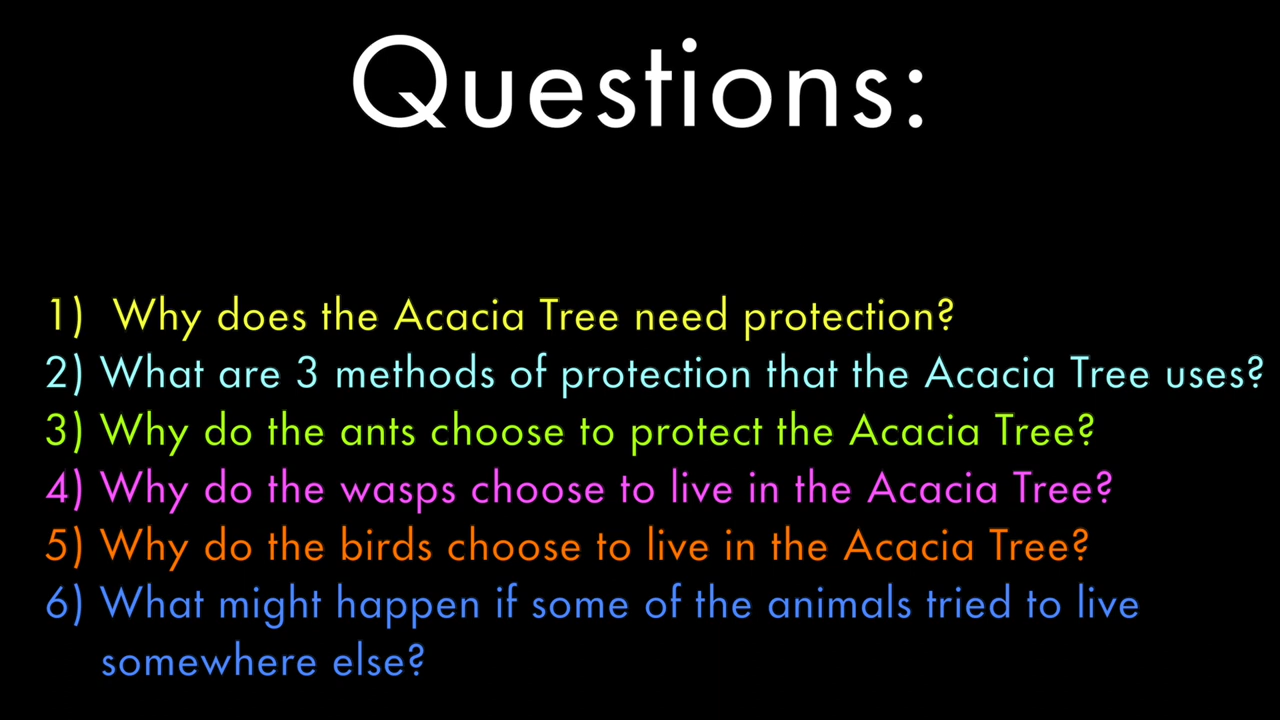 Questions:
1) Why does the Acacia Tree need protection?
2) What are 3 methods of protection that the Acacia Tree uses?
3) Why do the ants choose to protect the Acacia Tree?
4) Why do the wasps choose to live in the Acacia Tree?
5) Why do the birds choose to live in the Acacia Tree?
6) What might happen if some of the animals tried to live
somewhere else?